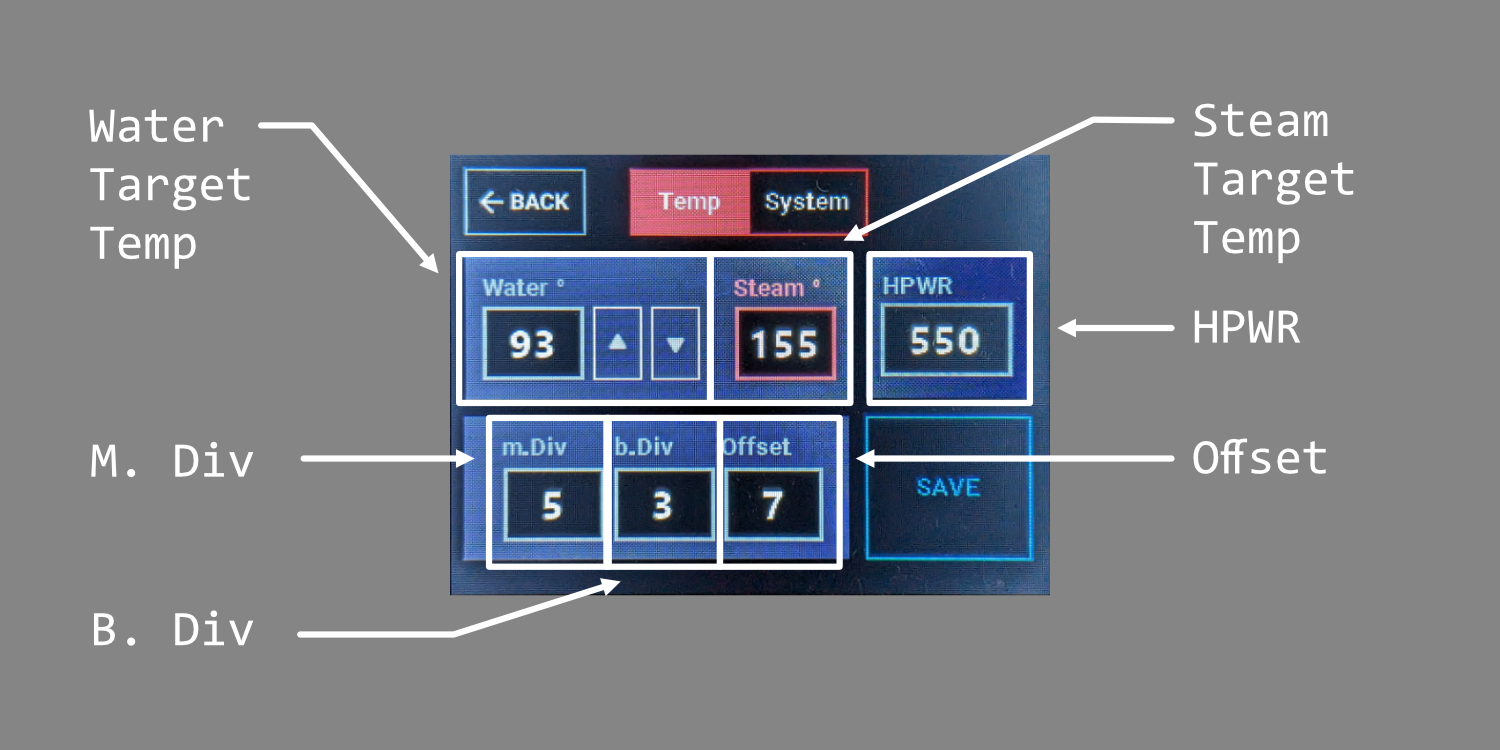 Water
Target
Temp
Steam
Target
Temp
← BACK
Temp
System
Water °
93
▲
▼
Steam °
155
HPWR
550
HPWR
M. Div
m.Div
5
b.Div
3
Offset
7
SAVE
Offset
B. Div